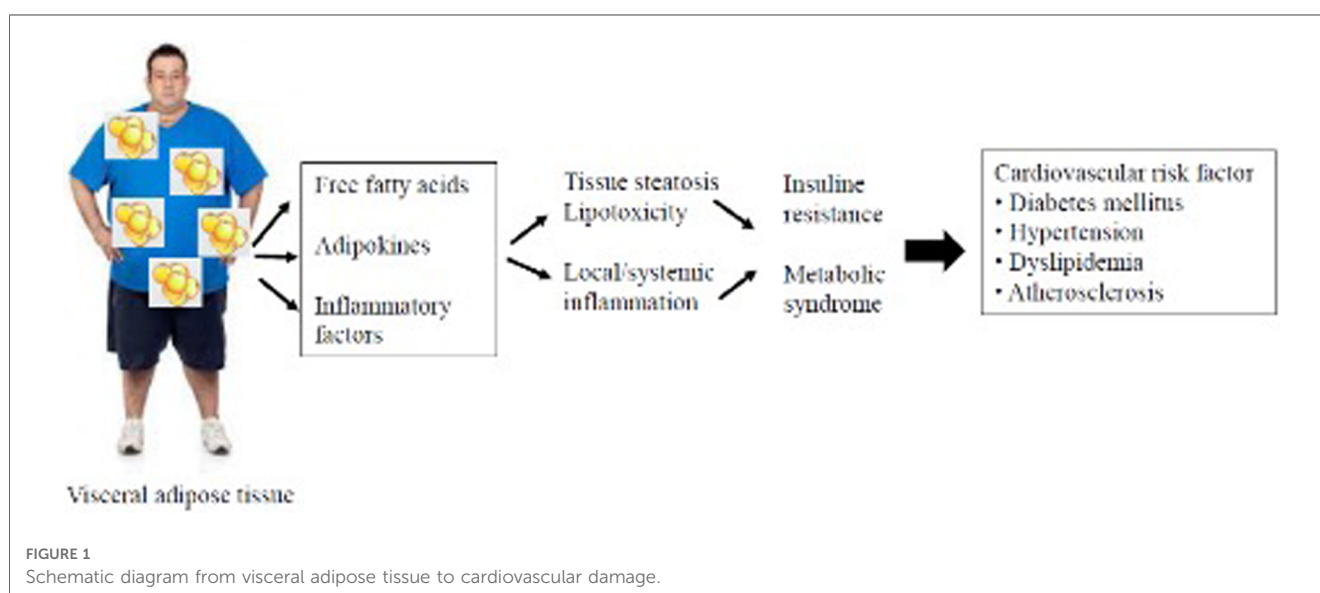 Free fatty acids
Adipokines
Inflammatory
factors
Tissue steatosis
Lipotoxicity
Local/systemic
inflammation
Insuline
resistance
Metabolic
syndrome
Cardiovascular risk factor
• Diabetes mellitus
• Hypertension
• Dyslipidemia
• Atherosclerosis
Visceral adipose tissue
FIGURE 1
Schematic diagram from visceral adipose tissue to cardiovascular damage.